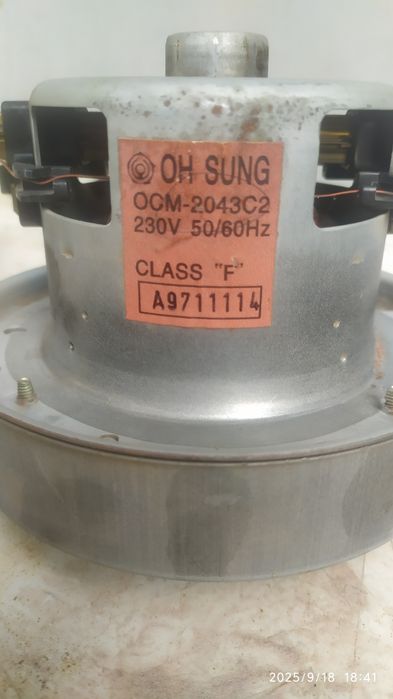 OH SUNG
OCM-2043C2
230V 50/60Hz
CLASS "F"
A9711114
2025/9/18 18:41